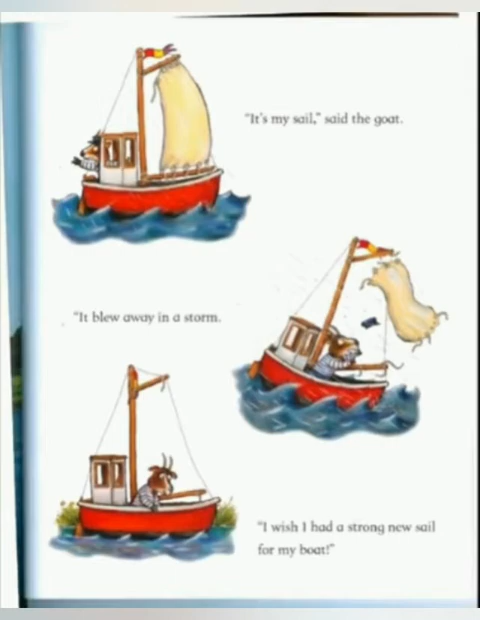 "It's my sail," said the goat.
"It blew away in a storm.
"I wish I had a strong new sail
for my boat!"